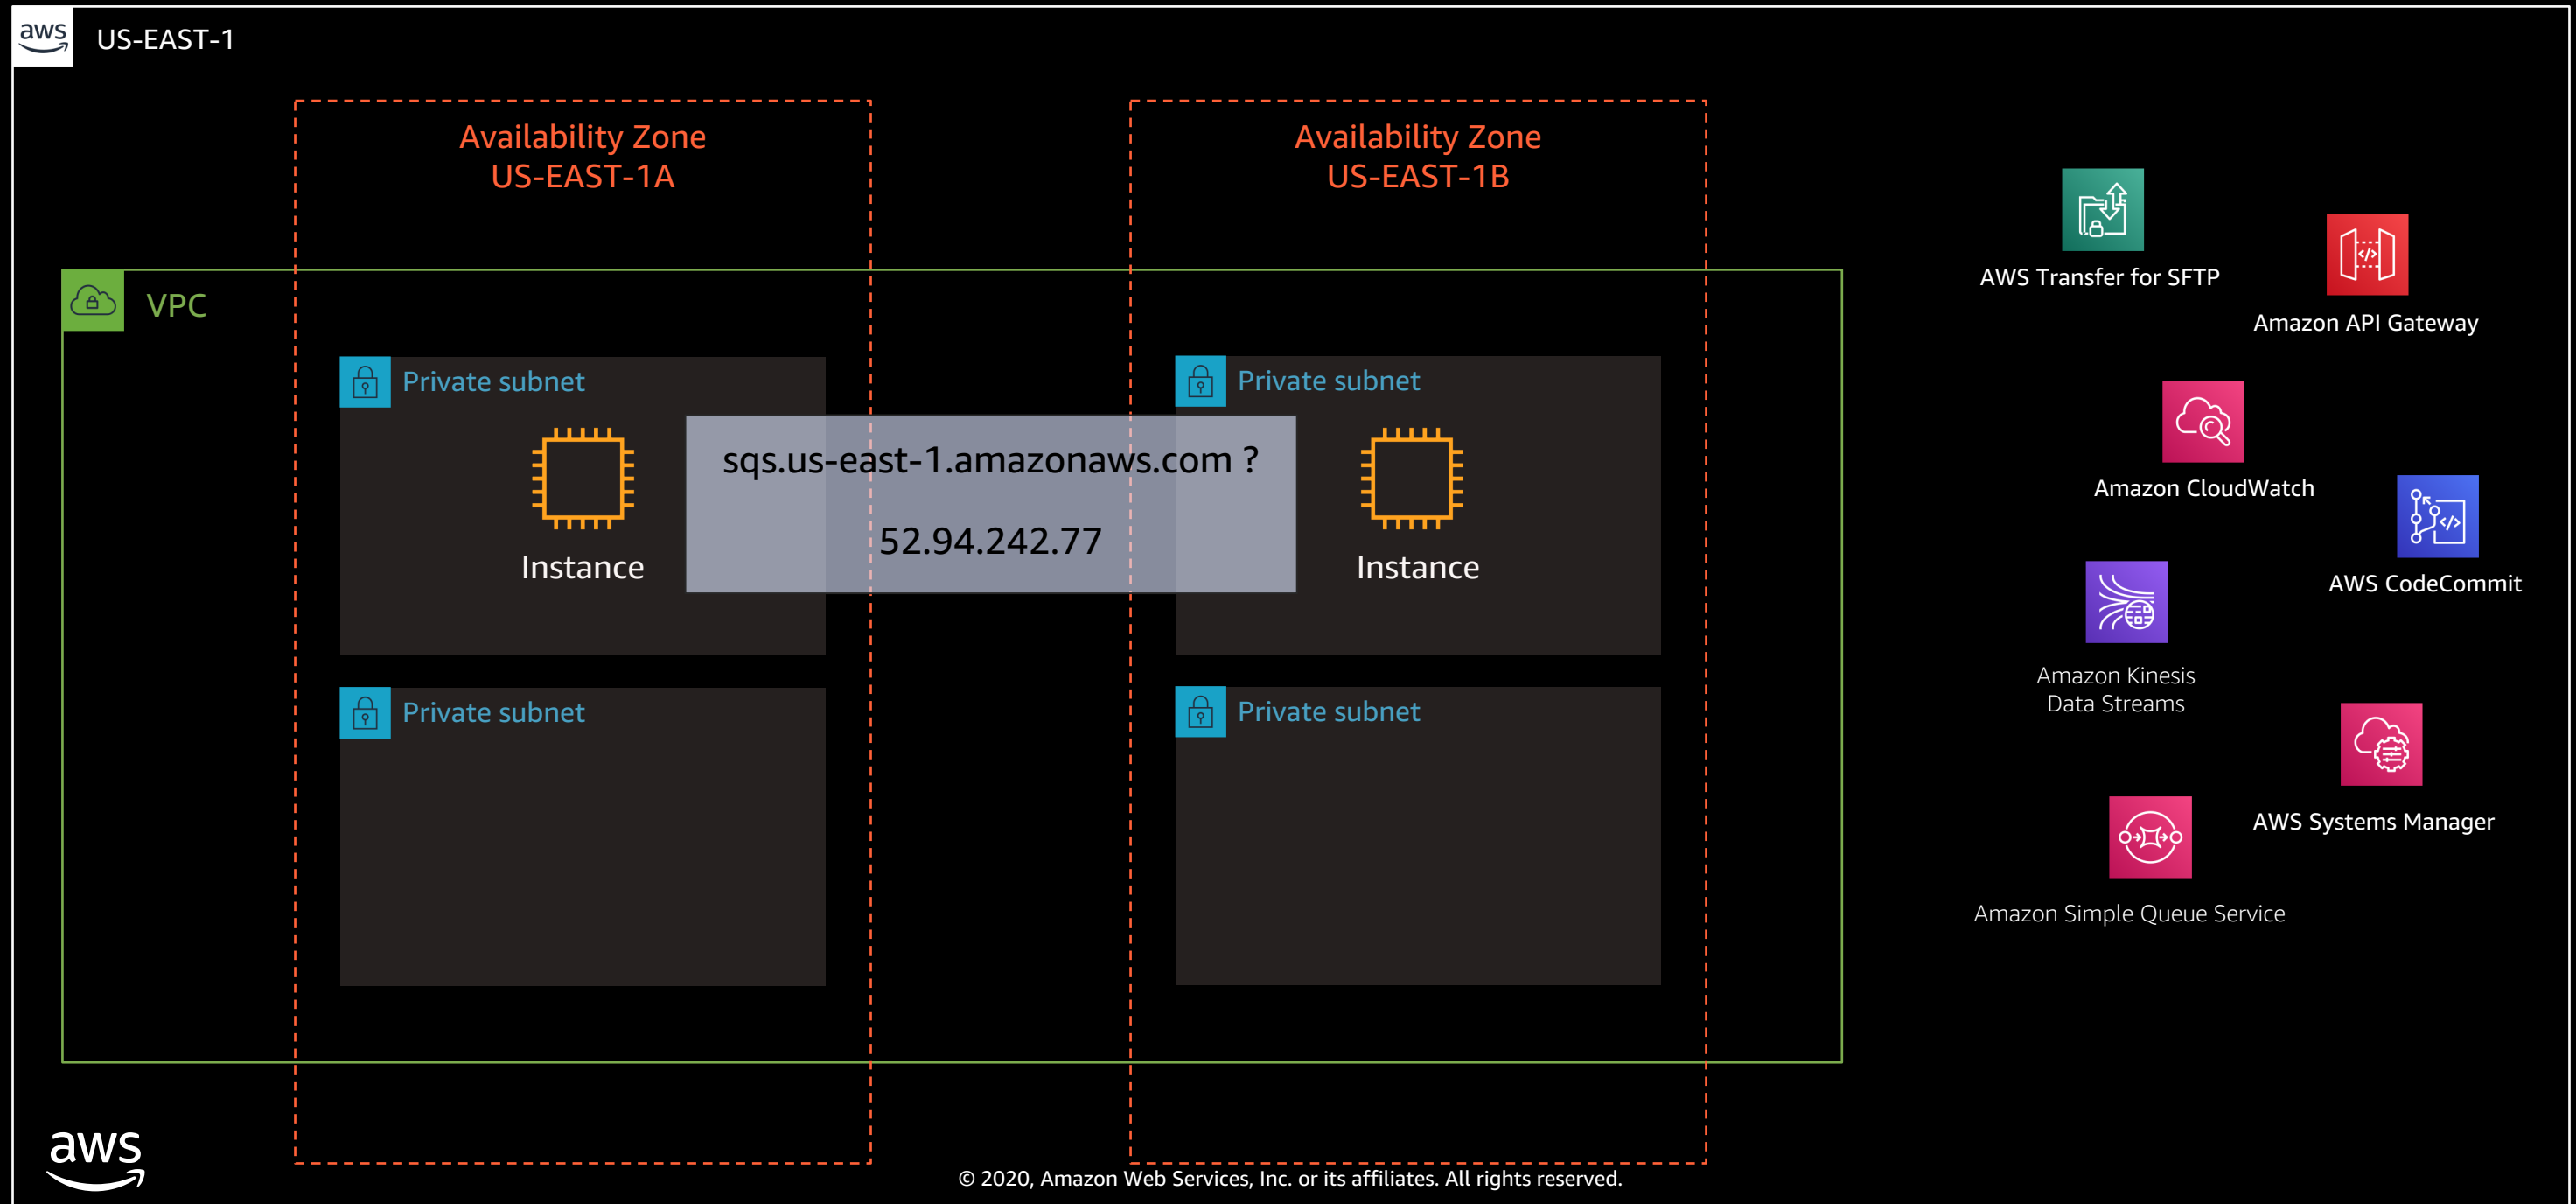 aws
US-EAST-1
Availability Zone
US-EAST-1A
Availability Zone
US-EAST-1B
VPC
Private subnet
Instance
sqs.us-east-1.amazonaws.com ?
52.94.242.77
Private subnet
Instance
Private subnet
Private subnet
AWS Transfer for SFTP
Amazon API Gateway
Amazon CloudWatch
AWS CodeCommit
Amazon Kinesis
Data Streams
AWS Systems Manager
Amazon Simple Queue Service
aws
© 2020, Amazon Web Services, Inc. or its affiliates. All rights reserved.